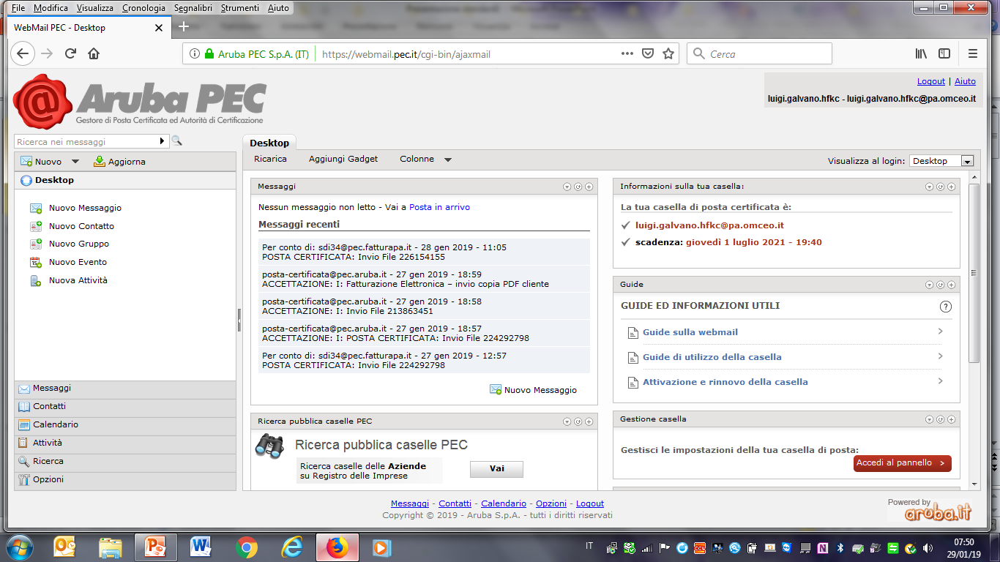 File Modifica Visualizza Cronologia Segnalibri Strumenti Aiuto
WebMail PEC - Desktop
Aruba PEC S.p.A. (IT)
https://webmail.pec.it/cgi-bin/ajaxmail
Cerca
Aruba PEC
Gestore di Posta Certificata ed Autorità di Certificazione
Logout | Aiuto
luigi.galvano.hfkc - luigi.galvano.hfkc@pa.omceo.it
Ricerca nei messaggi
Nuovo
Aggiorna
Desktop
Nuovo Messaggio
Nuovo Contatto
Nuovo Gruppo
Nuovo Evento
Nuova Attività
Messaggi
Contatti
Calendario
Attività
Ricerca
Opzioni
Desktop
Ricarica
Aggiungi Gadget
Colonne
Visualizza al login: Desktop
Messaggi
Nessun messaggio non letto - Vai a Posta in arrivo
Messaggi recenti
Per conto di: sdi34@pec.fatturapa.it - 28 gen 2019 - 11:05
POSTA CERTIFICATA: Invio File 226154155
posta-certificata@pec.aruba.it - 27 gen 2019 - 18:59
ACCETTAZIONE: I: Fatturazione Elettronica – invio copia PDF cliente
posta-certificata@pec.aruba.it - 27 gen 2019 - 18:58
ACCETTAZIONE: I: Invio File 213863451
posta-certificata@pec.aruba.it - 27 gen 2019 - 18:57
ACCETTAZIONE: I: POSTA CERTIFICATA: Invio File 224292798
Per conto di: sdi34@pec.fatturapa.it - 27 gen 2019 - 12:57
POSTA CERTIFICATA: Invio File 224292798
Nuovo Messaggio
Ricerca pubblica caselle PEC
Ricerca pubblica caselle PEC
Ricerca caselle delle Aziende
su Registro delle Imprese
Vai
Informazioni sulla tua casella:
La tua casella di posta certificata è:
luigi.galvano.hfkc@pa.omceo.it
scadenza: giovedì 1 luglio 2021 - 19:40
Guide
GUIDE ED INFORMAZIONI UTILI
Guide sulla webmail
Guide di utilizzo della casella
Attivazione e rinnovo della casella
Gestione casella
Gestisci le impostazioni della tua casella di posta:
Accedi al pannello >
Messaggi - Contatti - Calendario - Opzioni - Logout
Copyright © 2019 - Aruba S.p.A. - tutti i diritti riservati
Powered by
aruba.it
IT
07:50
29/01/19